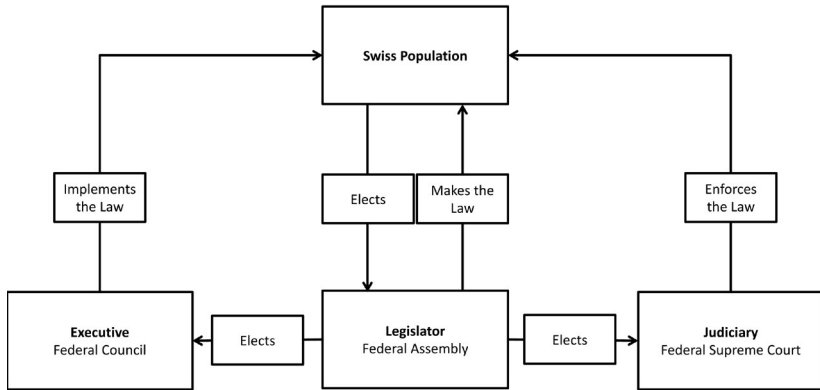 Swiss Population
Implements
the Law
Elects
Makes the
Law
Enforces
the Law
Executive
Federal Council
Elects
Legislator
Federal Assembly
Elects
Judiciary
Federal Supreme Court